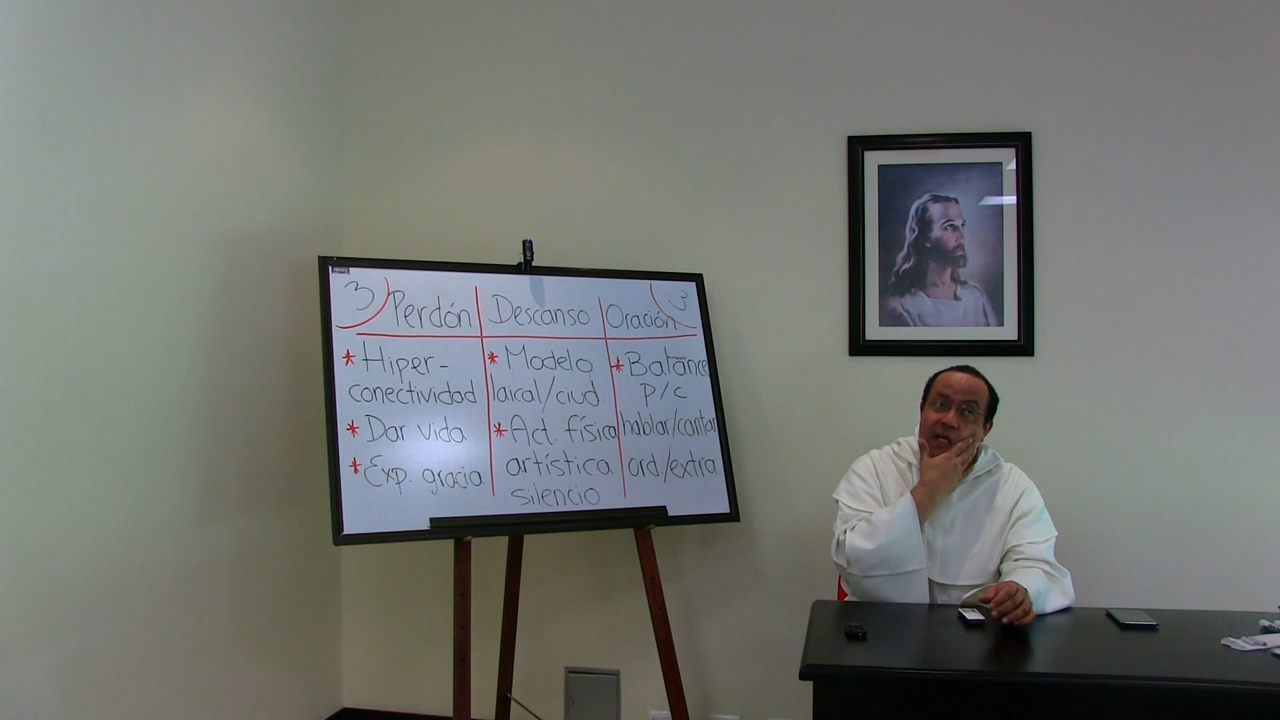 3 Perdón Descanso Oración 3
* Hiper-
conectividad
* Dar vida
* Exp. gracia
* Modelo
laical/ciud.
* Act. física
artística
silencio
* Balance
P/C
hablar/cantar
ord/extra